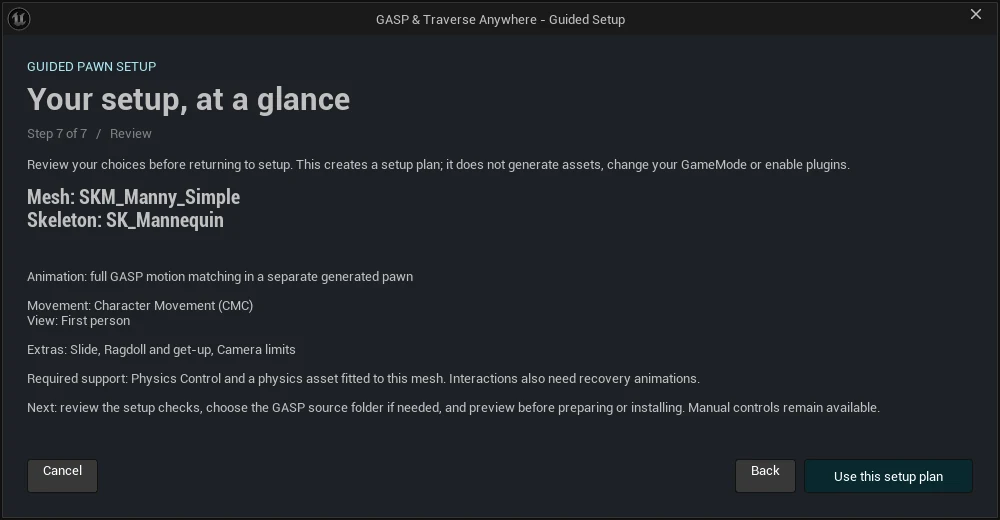 GASP & Traverse Anywhere - Guided Setup
GUIDED PAWN SETUP
Your setup, at a glance
Step 7 of 7 / Review
Review your choices before returning to setup. This creates a setup plan; it does not generate assets, change your GameMode or enable plugins.
Mesh: SKM_Manny_Simple
Skeleton: SK_Mannequin
Animation: full GASP motion matching in a separate generated pawn
Movement: Character Movement (CMC)
View: First person
Extras: Slide, Ragdoll and get-up, Camera limits
Required support: Physics Control and a physics asset fitted to this mesh. Interactions also need recovery animations.
Next: review the setup checks, choose the GASP source folder if needed, and preview before preparing or installing. Manual controls remain available.
Cancel
Back
Use this setup plan